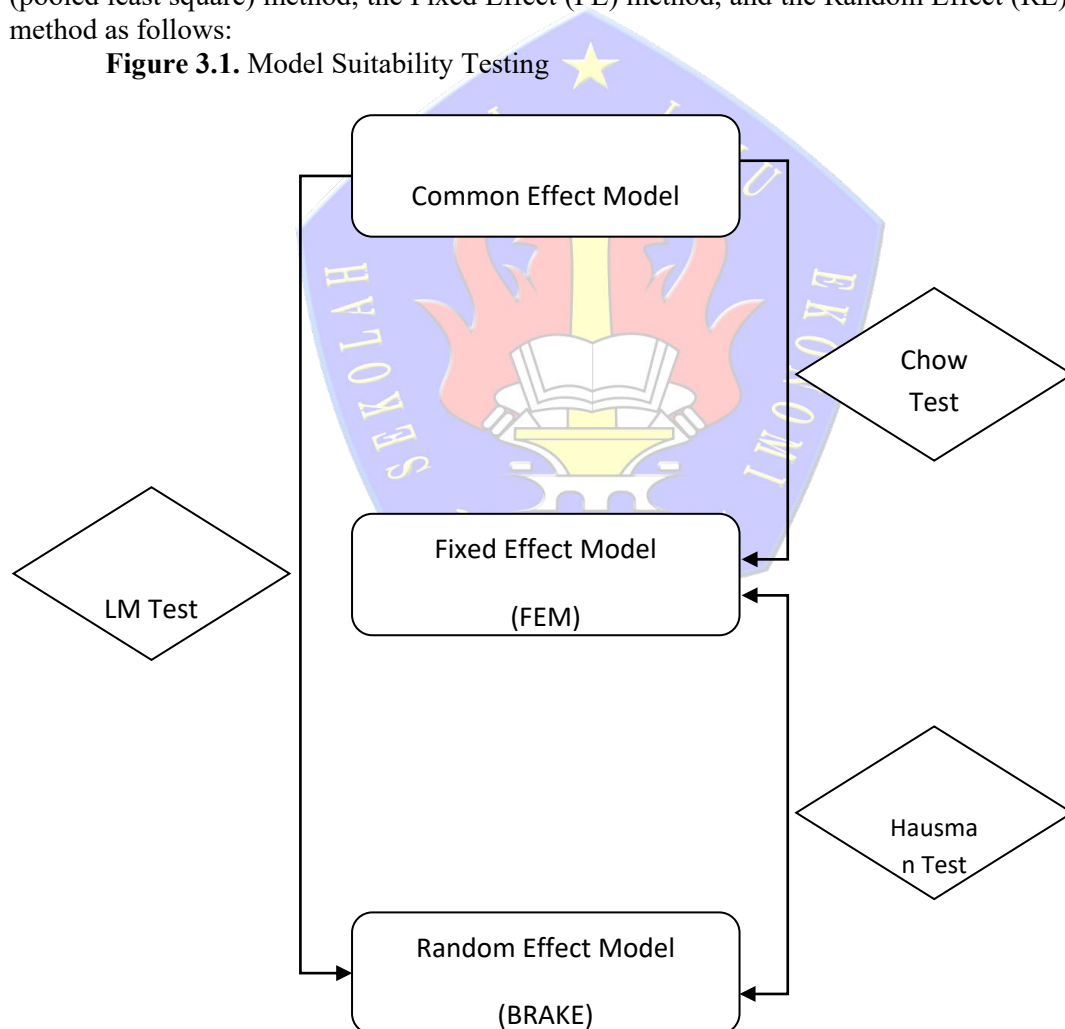 (pooled least square) method, the Fixed Effect (FE) method, and the Random Effect (RE)
method as follows:
Figure 3.1. Model Suitability Testing
Common Effect Model
SEKOLAH
EKONOMI
Chow
Test
Fixed Effect Model
(FEM)
LM Test
Hausma
n Test
Random Effect Model
(BRAKE)